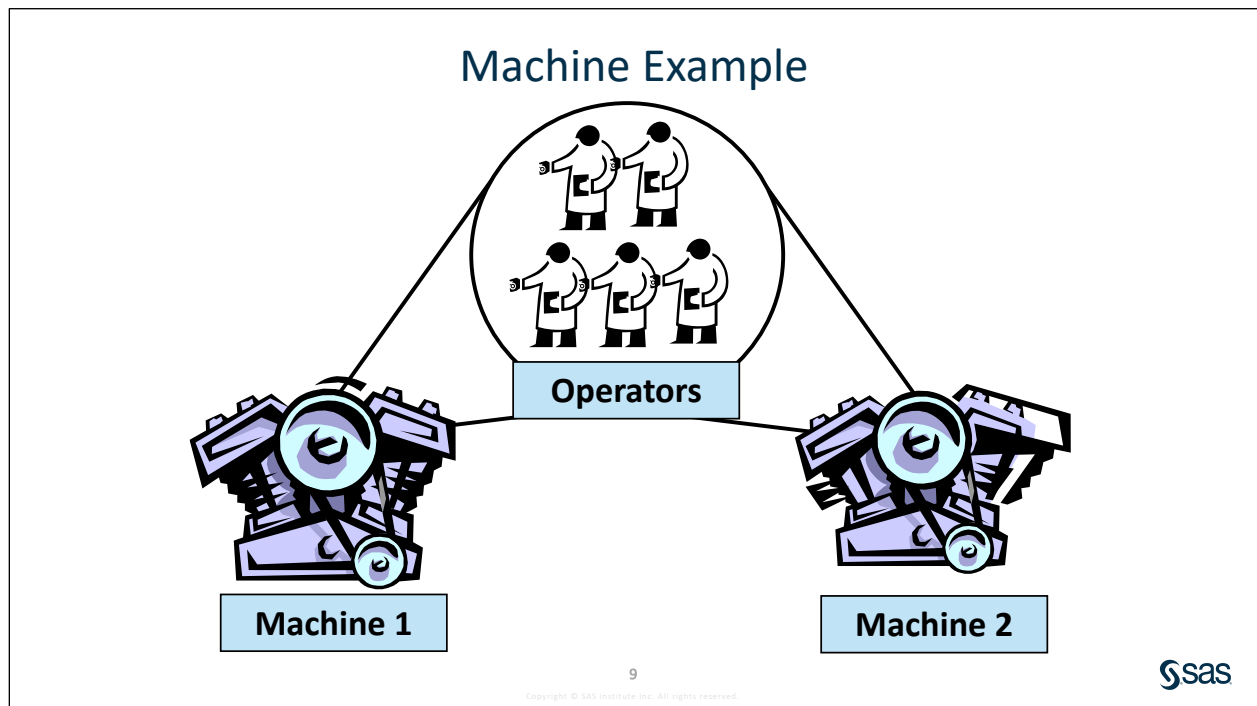 Machine Example
Operators
Machine 1
Machine 2
9
Copyright © SAS Institute Inc. All rights reserved.
sas